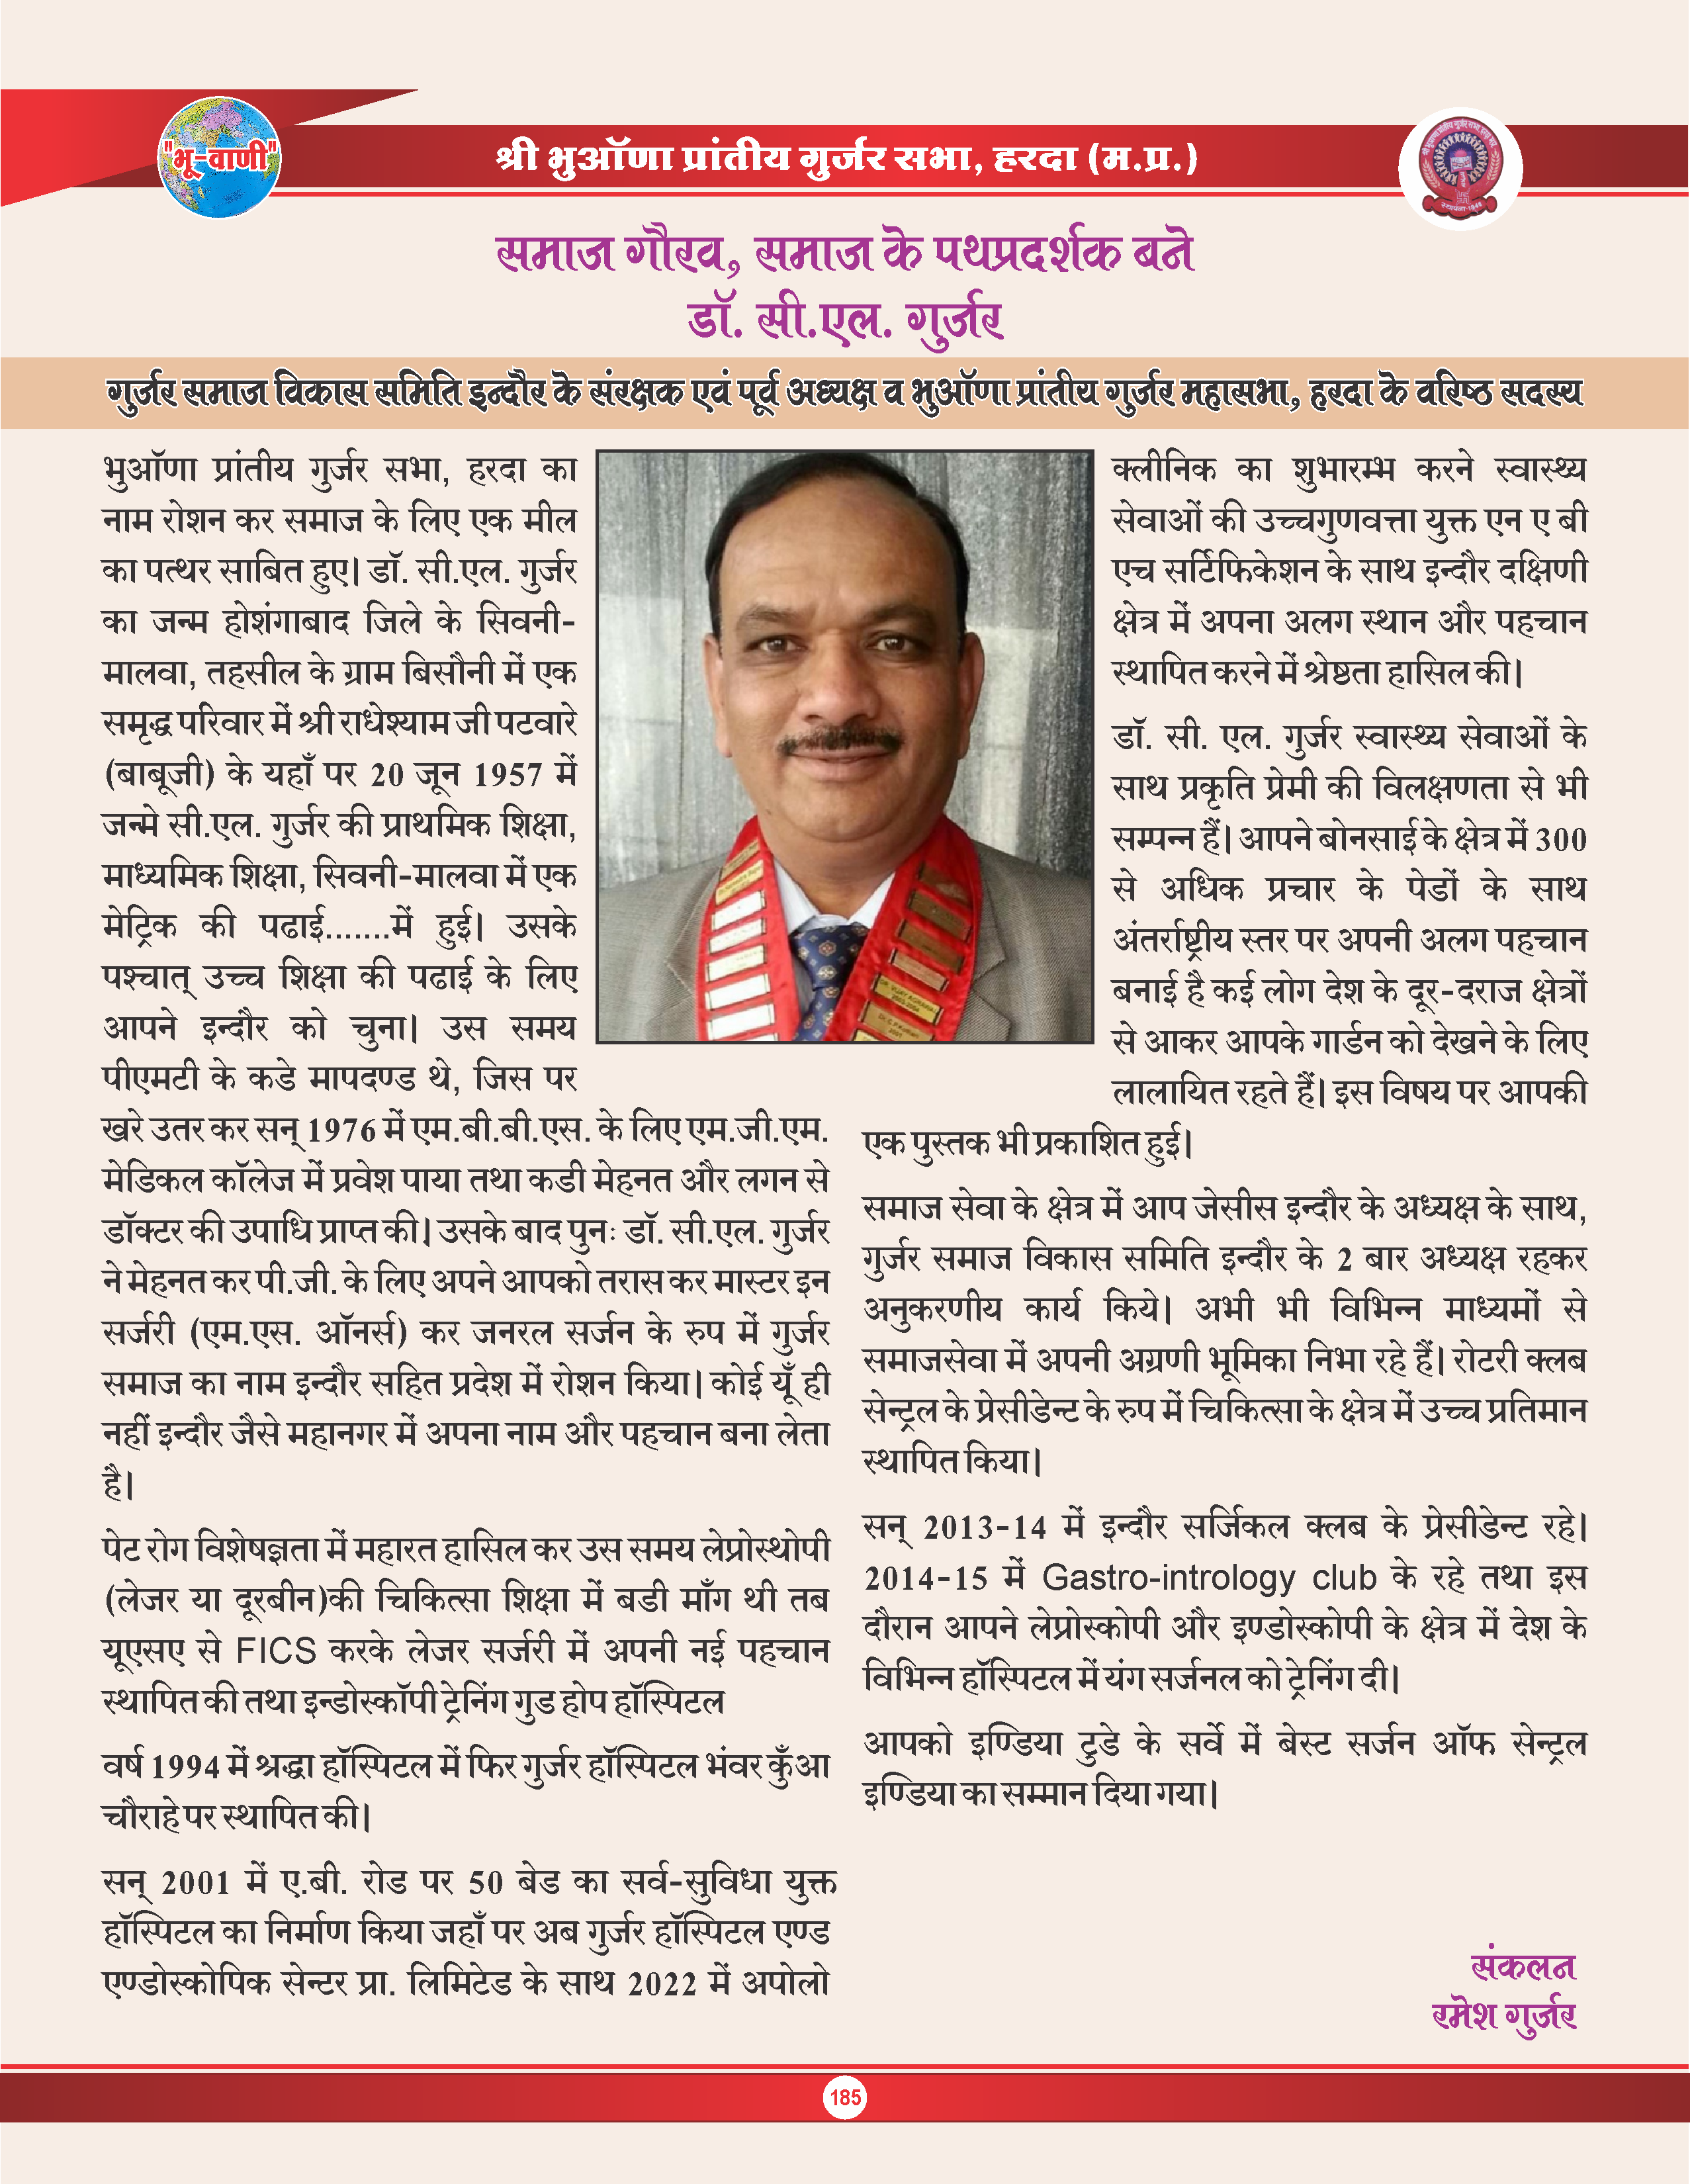 "भू-वाणी"
श्री भुऑणा प्रांतीय गुर्जर सभा, हरदा (म.प्र.)
समाज गौरव, समाज के पथप्रदर्शक बने
डॉ. सी.एल. गुर्जर
गुर्जर समाज विकास समिति इन्दौर के संरक्षक एवं पूर्व अध्यक्ष व भुऑणा प्रांतीय गुर्जर महासभा, हरदा के वरिष्ठ सदस्य
भुऑणा प्रांतीय गुर्जर सभा, हरदा का
नाम रोशन कर समाज के लिए एक मील
का पत्थर साबित हुए। डॉ. सी.एल. गुर्जर
का जन्म होशंगाबाद जिले के सिवनी-
मालवा, तहसील के ग्राम बिसौनी में एक
समृद्ध परिवार में श्री राधेश्याम जी पटवारे
(बाबूजी) के यहाँ पर 20 जून 1957 में
जन्मे सी.एल. गुर्जर की प्राथमिक शिक्षा,
माध्यमिक शिक्षा, सिवनी-मालवा में एक
मेट्रिक की पढाई.......में हुई। उसके
पश्चात् उच्च शिक्षा की पढाई के लिए
आपने इन्दौर को चुना। उस समय
पीएमटी के कडे मापदण्ड थे, जिस पर
खरे उतर कर सन् 1976 में एम.बी.बी.एस. के लिए एम.जी.एम.
मेडिकल कॉलेज में प्रवेश पाया तथा कडी मेहनत और लगन से
डॉक्टर की उपाधि प्राप्त की। उसके बाद पुनः डॉ. सी.एल. गुर्जर
ने मेहनत कर पी.जी. के लिए अपने आपको तरास कर मास्टर इन
सर्जरी (एम.एस. ऑनर्स) कर जनरल सर्जन के रुप में गुर्जर
समाज का नाम इन्दौर सहित प्रदेश में रोशन किया। कोई यूँ ही
नहीं इन्दौर जैसे महानगर में अपना नाम और पहचान बना लेता
है।
पेट रोग विशेषज्ञता में महारत हासिल कर उस समय लेप्रोस्थोपी
(लेजर या दूरबीन)की चिकित्सा शिक्षा में बडी माँग थी तब
यूएसए से FICS करके लेजर सर्जरी में अपनी नई पहचान
स्थापित की तथा इन्डोस्कॉपी ट्रेनिंग गुड होप हॉस्पिटल
वर्ष 1994 में श्रद्धा हॉस्पिटल में फिर गुर्जर हॉस्पिटल भंवर कुँआ
चौराहे पर स्थापित की।
सन् 2001 में ए.बी. रोड पर 50 बेड का सर्व-सुविधा युक्त
हॉस्पिटल का निर्माण किया जहाँ पर अब गुर्जर हॉस्पिटल एण्ड
एण्डोस्कोपिक सेन्टर प्रा. लिमिटेड के साथ 2022 में अपोलो
क्लीनिक का शुभारम्भ करने स्वास्थ्य
सेवाओं की उच्चगुणवत्ता युक्त एन ए बी
एच सर्टिफिकेशन के साथ इन्दौर दक्षिणी
क्षेत्र में अपना अलग स्थान और पहचान
स्थापित करने में श्रेष्ठता हासिल की।
डॉ. सी. एल. गुर्जर स्वास्थ्य सेवाओं के
साथ प्रकृति प्रेमी की विलक्षणता से भी
सम्पन्न हैं। आपने बोनसाई के क्षेत्र में 300
से अधिक प्रचार के पेडों के साथ
अंतर्राष्ट्रीय स्तर पर अपनी अलग पहचान
बनाई है कई लोग देश के दूर-दराज क्षेत्रों
से आकर आपके गार्डन को देखने के लिए
लालायित रहते हैं। इस विषय पर आपकी
एक पुस्तक भी प्रकाशित हुई।
समाज सेवा के क्षेत्र में आप जेसीस इन्दौर के अध्यक्ष के साथ,
गुर्जर समाज विकास समिति इन्दौर के 2 बार अध्यक्ष रहकर
अनुकरणीय कार्य किये। अभी भी विभिन्न माध्यमों से
समाजसेवा में अपनी अग्रणी भूमिका निभा रहे हैं। रोटरी क्लब
सेन्ट्रल के प्रेसीडेन्ट के रुप में चिकित्सा के क्षेत्र में उच्च प्रतिमान
स्थापित किया।
सन् 2013-14 में इन्दौर सर्जिकल क्लब के प्रेसीडेन्ट रहे।
2014-15 में Gastro-intrology club के रहे तथा इस
दौरान आपने लेप्रोस्कोपी और इण्डोस्कोपी के क्षेत्र में देश के
विभिन्न हॉस्पिटल में यंग सर्जनल को ट्रेनिंग दी।
आपको इण्डिया टुडे के सर्वे में बेस्ट सर्जन ऑफ सेन्ट्रल
इण्डिया का सम्मान दिया गया।
संकलन
रमेश गुर्जर
185